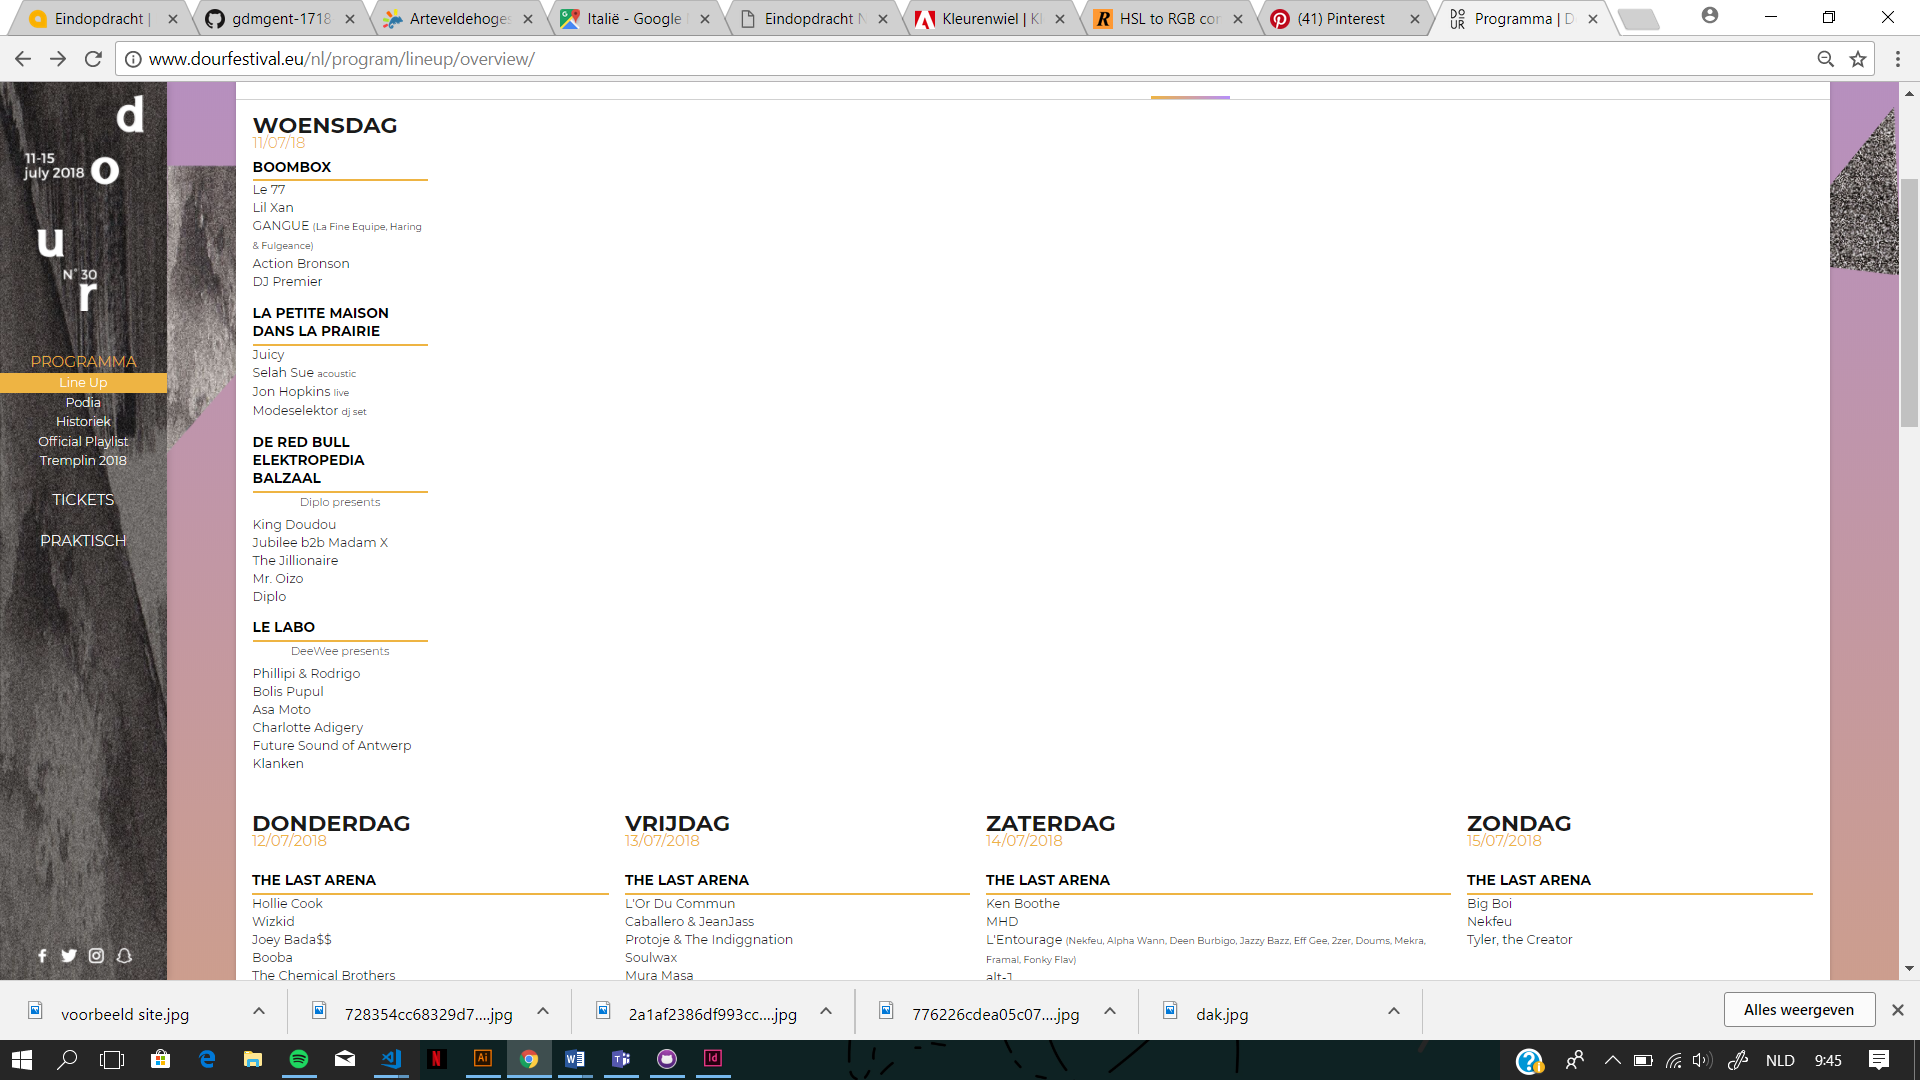 Eindopdracht |
gdmgent-1718
Arteveldehoges
Italië - Google
Eindopdracht
Kleurenwiel |
HSL to RGB
(41) Pinterest
Programma |
www.dourfestival.eu/nl/program/lineup/overview/
d
11-15
july 2018
o
u
N° 30
r
PROGRAMMA
Line Up
Podia
Historiek
Official Playlist
Tremplin 2018
TICKETS
PRAKTISCH
WOENSDAG
11/07/18
BOOMBOX
Le 77
Lil Xan
GANGUE (La Fine Equipe, Haring
& Fulgeance)
Action Bronson
DJ Premier
LA PETITE MAISON
DANS LA PRAIRIE
Juicy
Selah Sue acoustic
Jon Hopkins live
Modeselektor dj set
DE RED BULL
ELEKTROPEDIA
BALZAAL
Diplo presents
King Doudou
Jubilee b2b Madam X
The Jillionaire
Mr. Oizo
Diplo
LE LABO
DeeWee presents
Phillipi & Rodrigo
Bolis Pupul
Asa Moto
Charlotte Adigery
Future Sound of Antwerp
Klanken
DONDERDAG
12/07/2018
THE LAST ARENA
Hollie Cook
Wizkid
Joey Bada$$
Booba
The Chemical Brothers
VRIJDAG
13/07/2018
THE LAST ARENA
L'Or Du Commun
Caballero & JeanJass
Protoje & The Indiggnation
Soulwax
Mura Masa
ZATERDAG
14/07/2018
THE LAST ARENA
Ken Boothe
MHD
L'Entourage (Nekfeu, Alpha Wann, Deen Burbigo, Jazzy Bazz, Eff Gee, 2zer, Doums, Mekra,
Framal, Fonky Flav)
alt-J
ZONDAG
15/07/2018
THE LAST ARENA
Big Boi
Nekfeu
Tyler, the Creator
voorbeeld site.jpg
728354cc68329d7....jpg
2a1af2386df993cc....jpg
776226cdea05c07....jpg
dak.jpg
Alles weergeven
NLD
9:45